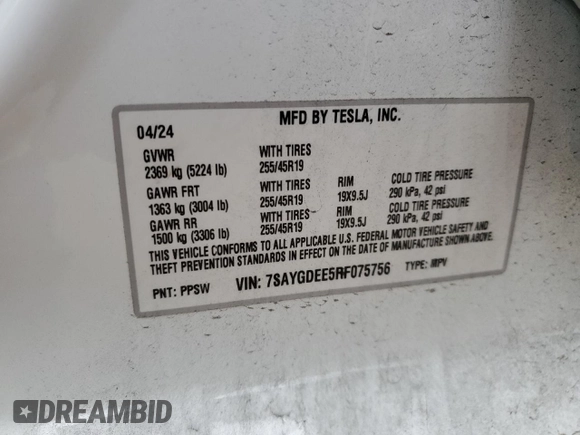 MFD BY TESLA, INC.
04/24
GVWR WITH TIRES
2369 kg (5224 lb) 255/45R19
GAWR FRT WITH TIRES RIM COLD TIRE PRESSURE
1363 kg (3004 lb) 255/45R19 19X9.5J 290 kPa, 42 psi
GAWR RR WITH TIRES RIM COLD TIRE PRESSURE
1500 kg (3306 lb) 255/45R19 19X9.5J 290 kPa, 42 psi
THIS VEHICLE CONFORMS TO ALL APPLICABLE U.S. FEDERAL MOTOR VEHICLE SAFETY AND
THEFT PREVENTION STANDARDS IN EFFECT ON THE DATE OF MANUFACTURE SHOWN ABOVE.
PNT: PPSW VIN: 7SAYGDEE5RF075756 TYPE: MPV
DREAMBID